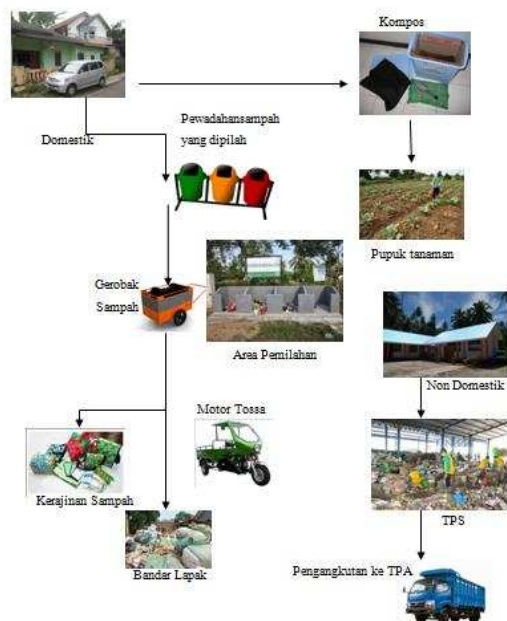 Kompos
Domestik
Pewadahansampah
yang dipilah
Pupuk tanaman
Gerobak
Sampah
Area Pemilahan
Non Domestik
Motor Tossa
Kerajinan Sampah
TPS
Bandar Lapak
Pengangkutan ke TPA